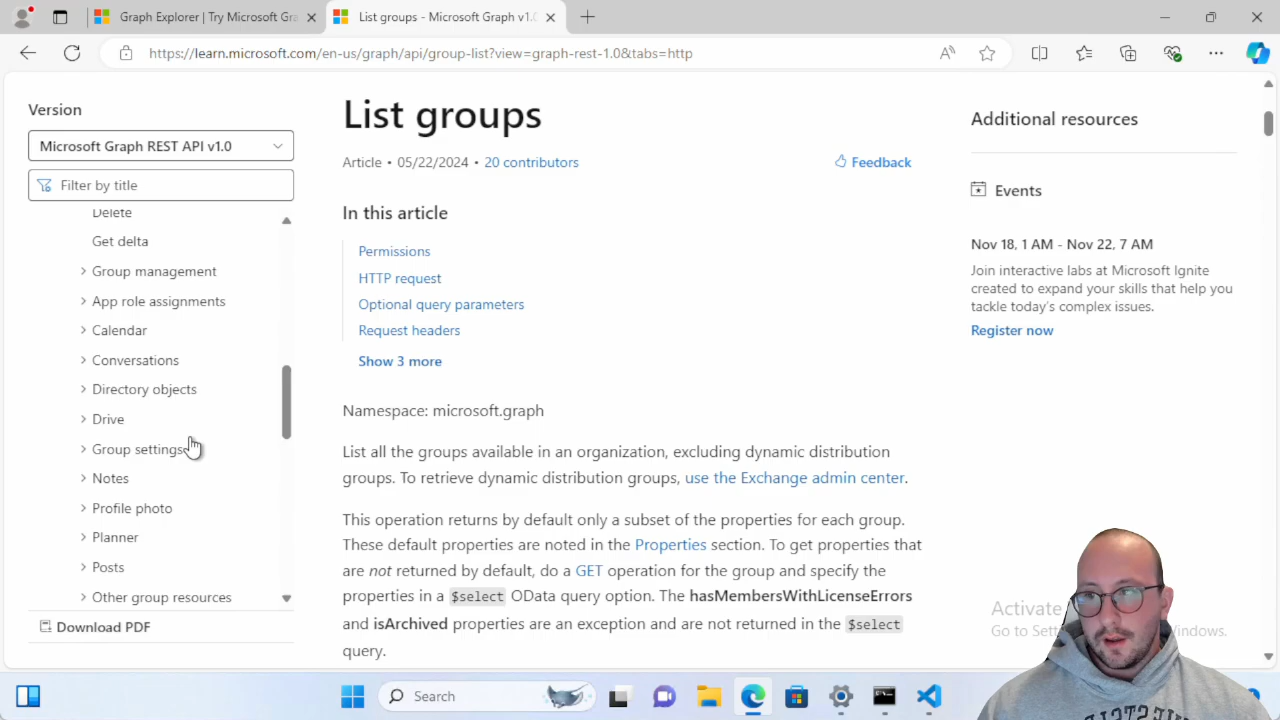 Graph Explorer | Try Microsoft Gra
List groups - Microsoft Graph v1.0
https://learn.microsoft.com/en-us/graph/api/group-list?view=graph-rest-1.0&tabs=http
Version
Microsoft Graph REST API v1.0
Filter by title
Delete
Get delta
Group management
App role assignments
Calendar
Conversations
Directory objects
Drive
Group settings
Notes
Profile photo
Planner
Posts
Other group resources
Download PDF
List groups
Article • 05/22/2024 • 20 contributors
Feedback
In this article
Permissions
HTTP request
Optional query parameters
Request headers
Show 3 more
Namespace: microsoft.graph
List all the groups available in an organization, excluding dynamic distribution
groups. To retrieve dynamic distribution groups, use the Exchange admin center.
This operation returns by default only a subset of the properties for each group.
These default properties are noted in the Properties section. To get properties that
are not returned by default, do a GET operation for the group and specify the
properties in a $select OData query option. The hasMembersWithLicenseErrors
and isArchived properties are an exception and are not returned in the $select
query.
Additional resources
Events
Nov 18, 1 AM - Nov 22, 7 AM
Join interactive labs at Microsoft Ignite
created to expand your skills that help you
tackle today's complex issues.
Register now
Activate
Go to Sett
Windows.
Search